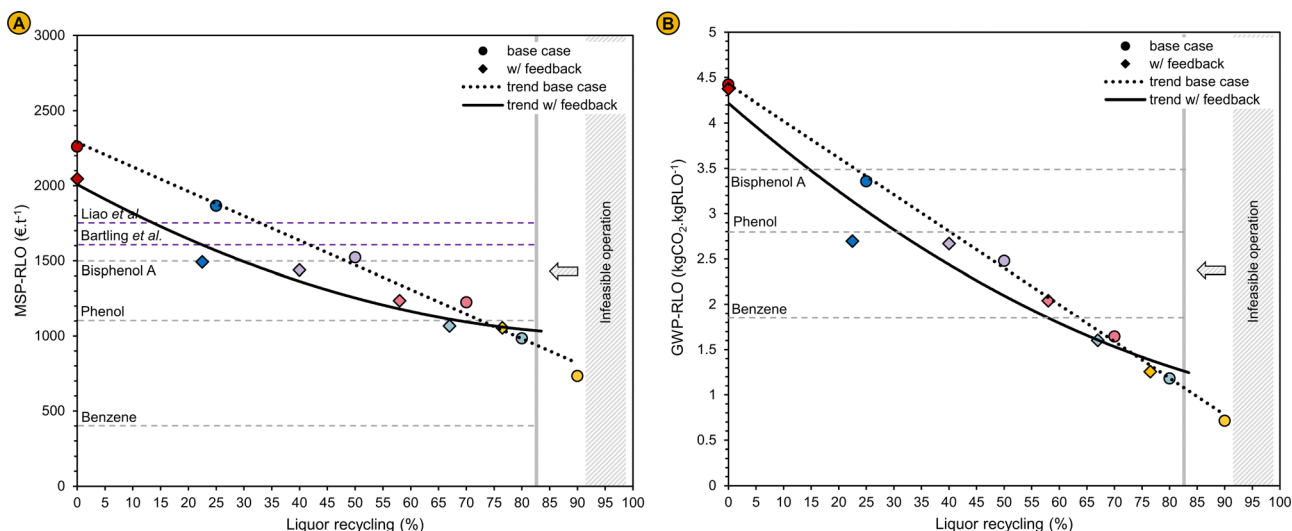 A
3000
2500
2000
1500
1000
500
0
MSP-RLO (€.t⁻¹)
base case
w/ feedback
trend base case
trend w/ feedback
Liao et al.
Bartling et al.
Bisphenol A
Phenol
Benzene
Infeasible operation
0 5 10 15 20 25 30 35 40 45 50 55 60 65 70 75 80 85 90 95 100
Liquor recycling (%)
B
5
4.5
4
3.5
3
2.5
2
1.5
1
0.5
0
GWP-RLO (kgCO₂.kgRLO⁻¹)
base case
w/ feedback
trend base case
trend w/ feedback
Bisphenol A
Phenol
Benzene
Infeasible operation
0 5 10 15 20 25 30 35 40 45 50 55 60 65 70 75 80 85 90 95 100
Liquor recycling (%)